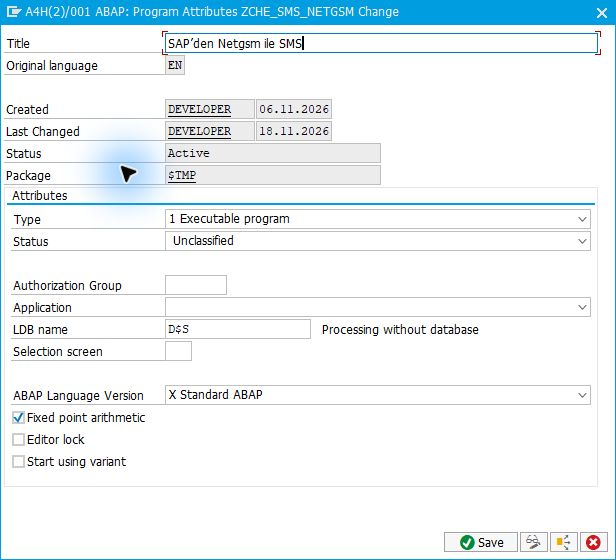 A4H(2)/001 ABAP: Program Attributes ZCHE_SMS_NETGSM Change
Title SAP’den Netgsm ile SMS
Original language EN
Created DEVELOPER 06.11.2026
Last Changed DEVELOPER 18.11.2026
Status Active
Package $TMP
Attributes
Type 1 Executable program
Status Unclassified
Authorization Group
Application
LDB name D$S Processing without database
Selection screen
ABAP Language Version X Standard ABAP
Fixed point arithmetic
Editor lock
Start using variant
Save